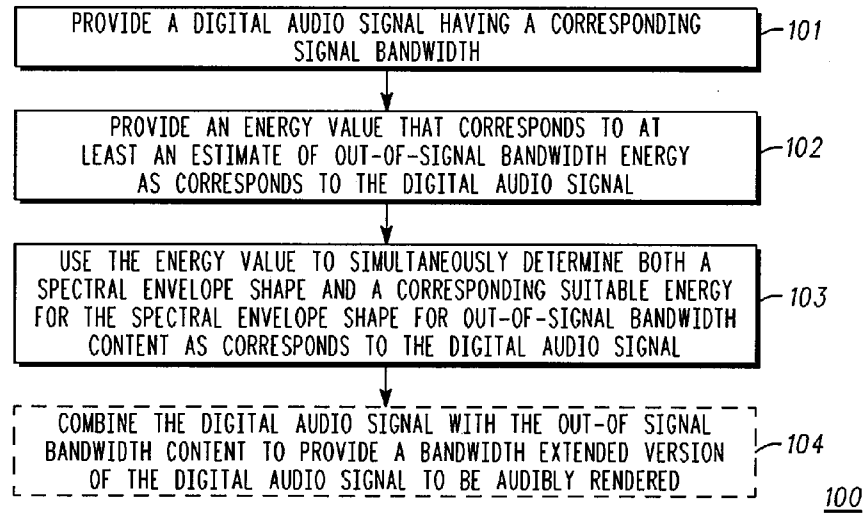 PROVIDE A DIGITAL AUDIO SIGNAL HAVING A CORRESPONDING
SIGNAL BANDWIDTH
101
PROVIDE AN ENERGY VALUE THAT CORRESPONDS TO AT
LEAST AN ESTIMATE OF OUT-OF-SIGNAL BANDWIDTH ENERGY
AS CORRESPONDS TO THE DIGITAL AUDIO SIGNAL
102
USE THE ENERGY VALUE TO SIMULTANEOUSLY DETERMINE BOTH A
SPECTRAL ENVELOPE SHAPE AND A CORRESPONDING SUITABLE ENERGY
FOR THE SPECTRAL ENVELOPE SHAPE FOR OUT-OF-SIGNAL BANDWIDTH
CONTENT AS CORRESPONDS TO THE DIGITAL AUDIO SIGNAL
103
COMBINE THE DIGITAL AUDIO SIGNAL WITH THE OUT-OF SIGNAL
BANDWIDTH CONTENT TO PROVIDE A BANDWIDTH EXTENDED VERSION
OF THE DIGITAL AUDIO SIGNAL TO BE AUDIBLY RENDERED
104
100